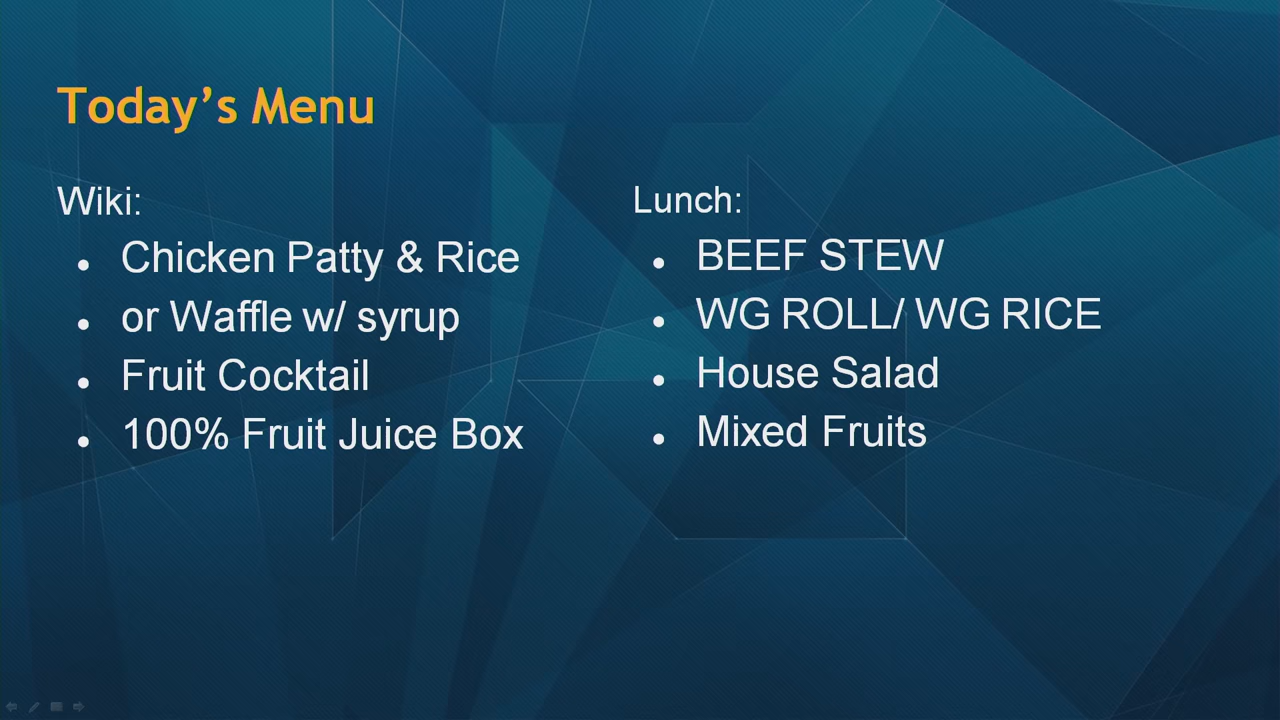 Today’s Menu
Wiki:
Chicken Patty & Rice
or Waffle w/ syrup
Fruit Cocktail
100% Fruit Juice Box
Lunch:
BEEF STEW
WG ROLL/ WG RICE
House Salad
Mixed Fruits